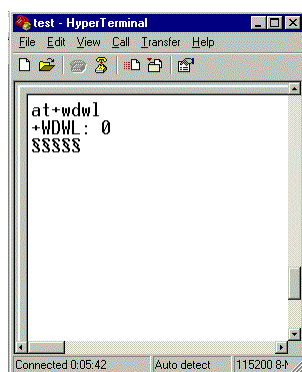 test - HyperTerminal
File Edit View Call Transfer Help
at+wdwl
+WDWL: 0
§§§§§
Connected 0:05:42 Auto detect 115200 8-N